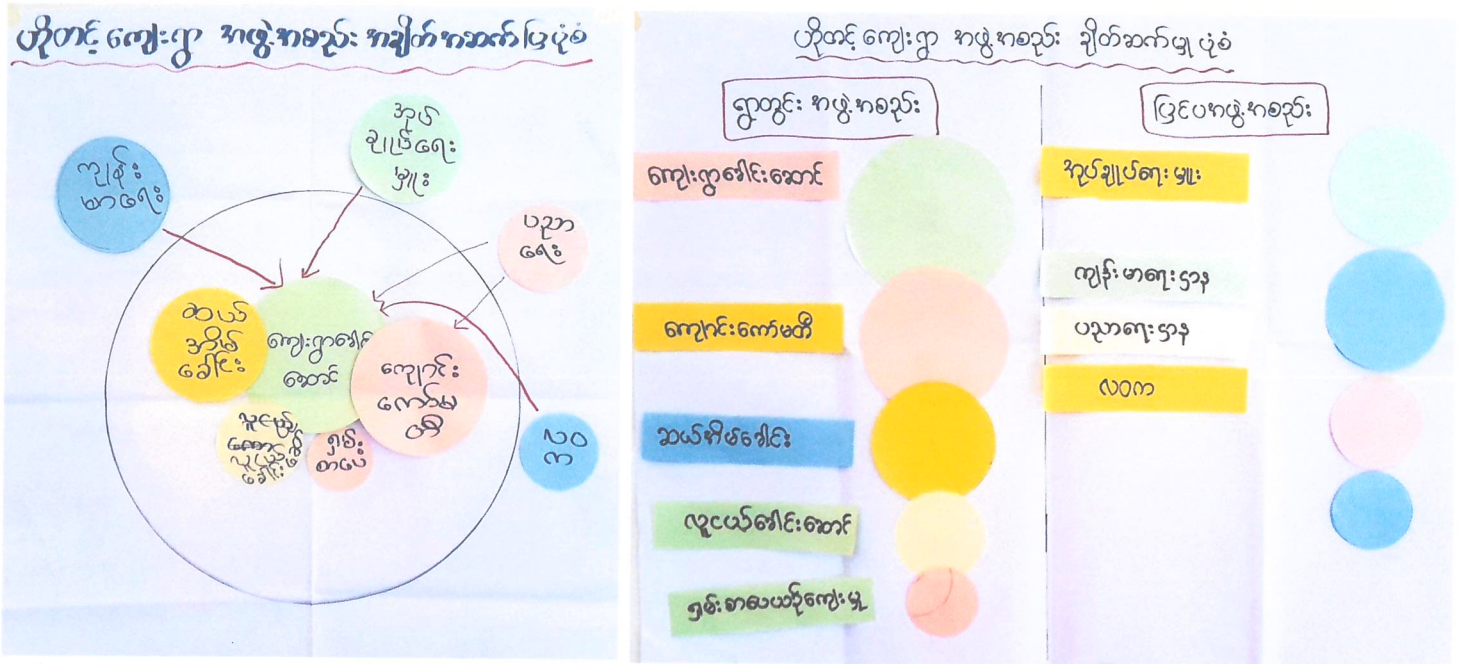 ဟိုတင့် ကျေးရွာ အဖွဲ့အစည်း အချိတ်အဆက်ပြပုံစံ
အုပ်
ချုပ်ရေး
မှူး
ကျန်း
မာရေး
ပညာ
ရေး
ဆယ်
အိမ်
ခေါင်း
ကျေးရွာခေါင်း
ဆောင်
ကျောင်း
ကော်မ
တီ
ရှမ်း
စာပေ
လဝ
က
ဟိုတင့် ကျေးရွာ အဖွဲ့အစည်း ချိတ်ဆက်မှုပုံစံ
ရွာတွင်း အဖွဲ့အစည်း
ကျေးရွာခေါင်းဆောင်
ကျောင်းကော်မတီ
ဆယ်အိမ်ခေါင်း
လူငယ်ခေါင်းဆောင်
ရှမ်းစာပေယဉ်ကျေးမှု
ပြင်ပအဖွဲ့အစည်း
အုပ်ချုပ်ရေးမှူး
ကျန်းမာရေးဌာန
ပညာရေးဌာန
လဝက